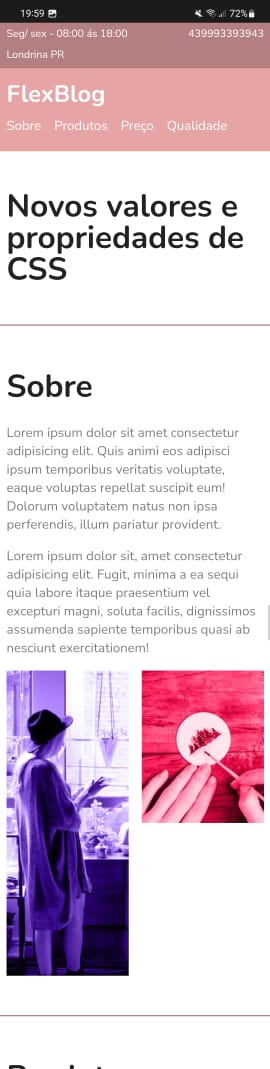 19:59 72%
Seg/ sex - 08:00 ás 18:00 439993393943
Londrina PR
FlexBlog
Sobre Produtos Preço Qualidade
Novos valores e
propriedades de
CSS
Sobre
Lorem ipsum dolor sit amet consectetur
adipisicing elit. Quis animi eos adipisci
ipsum temporibus veritatis voluptate,
eaque voluptas repellat suscipit eum!
Dolorum voluptatem natus non ipsa
perferendis, illum pariatur provident.
Lorem ipsum dolor sit, amet consectetur
adipisicing elit. Fugit, minima a ea sequi
quia labore itaque praesentium vel
excepturi magni, soluta facilis, dignissimos
assumenda sapiente temporibus quasi ab
nesciunt exercitationem!